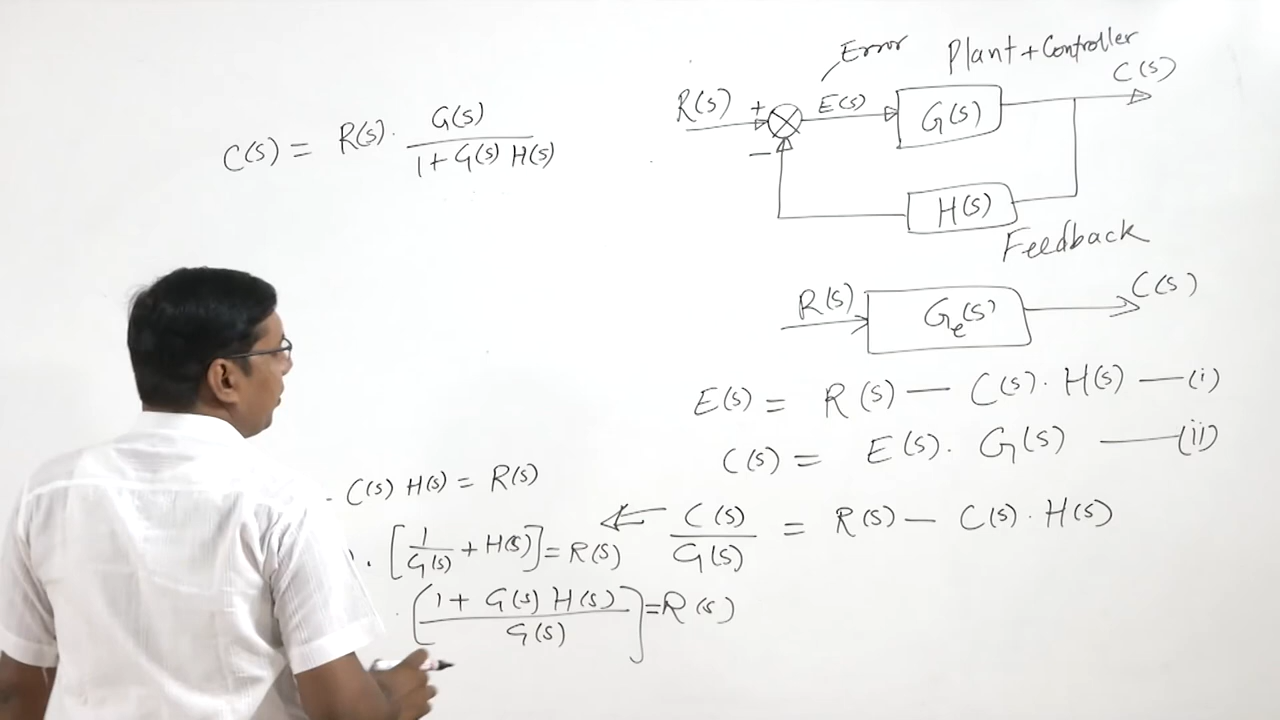 Error
Plant + Controller
R(s) + E(s) G(s) C(s)
−
H(s)
Feedback
R(s) Ge(s) C(s)
C(s) = R(s) · G(s) / 1 + G(s) H(s)
E(s) = R(s) — C(s) · H(s) — (i)
C(s) = E(s) · G(s) — (ii)
C(s) / G(s) = R(s) — C(s) · H(s)
C(s) H(s) = R(s)
· [1 / G(s) + H(s)] = R(s)
· [1 + G(s) H(s) / G(s)] = R(s)